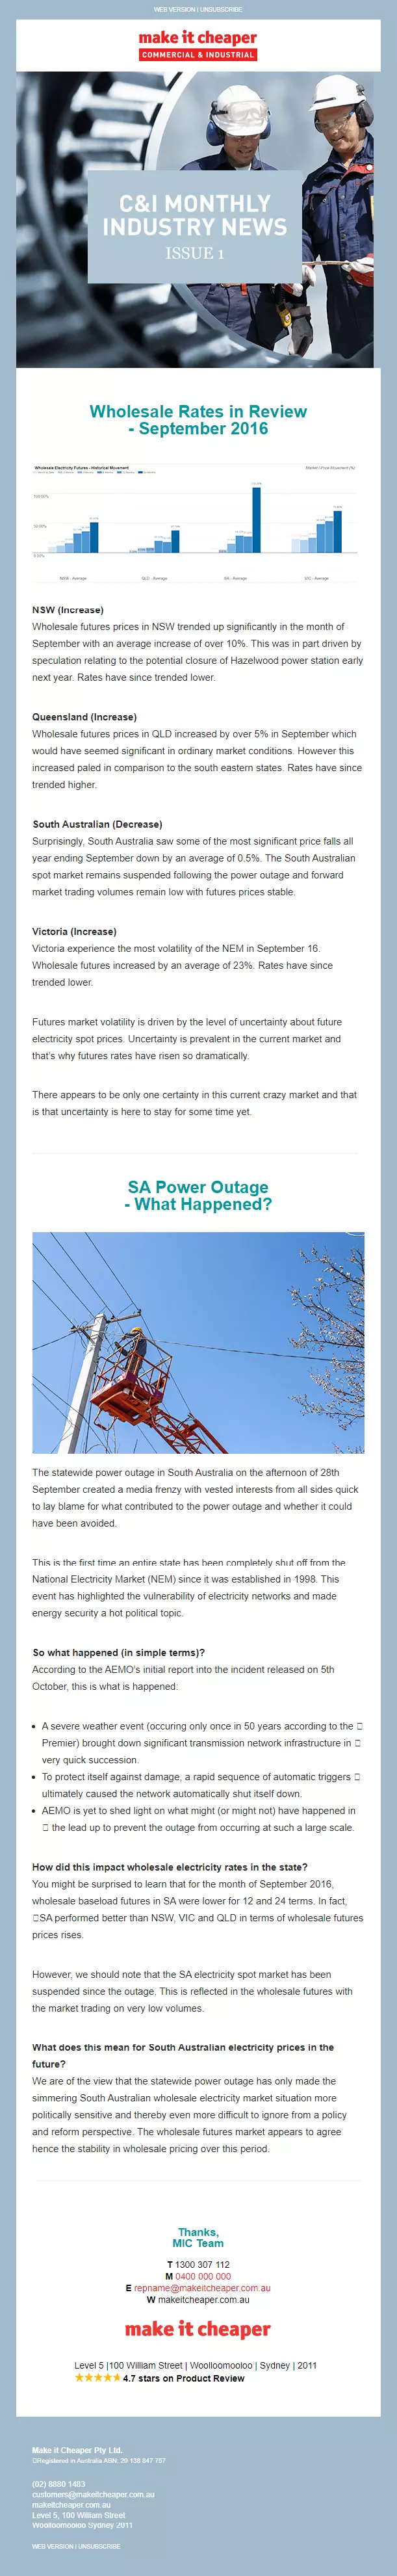 WEB VERSION | UNSUBSCRIBE
make it cheaper
COMMERCIAL & INDUSTRIAL
C&I MONTHLY
INDUSTRY NEWS
ISSUE 1
Wholesale Rates in Review
- September 2016
Wholesale Electricity Futures - Historical Movement
Market Price Movement (%)
100.00%
50.00%
0.00%
NSW - Average
QLD - Average
SA - Average
VIC - Average
NSW (Increase)
Wholesale futures prices in NSW trended up significantly in the month of
September with an average increase of over 10%. This was in part driven by
speculation relating to the potential closure of Hazelwood power station early
next year. Rates have since trended lower.
Queensland (Increase)
Wholesale futures prices in QLD increased by over 5% in September which
would have seemed significant in ordinary market conditions. However this
increased paled in comparison to the south eastern states. Rates have since
trended higher.
South Australian (Decrease)
Surprisingly, South Australia saw some of the most significant price falls all
year ending September down by an average of 0.5%. The South Australian
spot market remains suspended following the power outage and forward
market trading volumes remain low with futures prices stable.
Victoria (Increase)
Victoria experience the most volatility of the NEM in September 16.
Wholesale futures increased by an average of 23%. Rates have since
trended lower.
Futures market volatility is driven by the level of uncertainty about future
electricity spot prices. Uncertainty is prevalent in the current market and
that's why futures rates have risen so dramatically.
There appears to be only one certainty in this current crazy market and that
is that uncertainty is here to stay for some time yet.
SA Power Outage
- What Happened?
The statewide power outage in South Australia on the afternoon of 28th
September created a media frenzy with vested interests from all sides quick
to lay blame for what contributed to the power outage and whether it could
have been avoided.
This is the first time an entire state has been completely shut off from the
National Electricity Market (NEM) since it was established in 1998. This
event has highlighted the vulnerability of electricity networks and made
energy security a hot political topic.
So what happened (in simple terms)?
According to the AEMO's initial report into the incident released on 5th
October, this is what is happened:
• A severe weather event (occuring only once in 50 years according to the
Premier) brought down significant transmission network infrastructure in
very quick succession.
• To protect itself against damage, a rapid sequence of automatic triggers
ultimately caused the network automatically shut itself down.
• AEMO is yet to shed light on what might (or might not) have happened in
the lead up to prevent the outage from occurring at such a large scale.
How did this impact wholesale electricity rates in the state?
You might be surprised to learn that for the month of September 2016,
wholesale baseload futures in SA were lower for 12 and 24 terms. In fact,
SA performed better than NSW, VIC and QLD in terms of wholesale futures
prices rises.
However, we should note that the SA electricity spot market has been
suspended since the outage. This is reflected in the wholesale futures with
the market trading on very low volumes.
What does this mean for South Australian electricity prices in the
future?
We are of the view that the statewide power outage has only made the
simmering South Australian wholesale electricity market situation more
politically sensitive and thereby even more difficult to ignore from a policy
and reform perspective. The wholesale futures market appears to agree
hence the stability in wholesale pricing over this period.
Thanks,
MIC Team
T 1300 307 112
M 0400 000 000
E repname@makeitcheaper.com.au
W makeitcheaper.com.au
make it cheaper
Level 5 |100 William Street | Woolloomooloo | Sydney | 2011
4.7 stars on Product Review
Make it Cheaper Pty Ltd.
Registered in Australia ABN: 29 138 847 757
(02) 8880 1483
customers@makeitcheaper.com.au
makeitcheaper.com.au
Level 5, 100 William Street
Woolloomooloo Sydney 2011
WEB VERSION | UNSUBSCRIBE